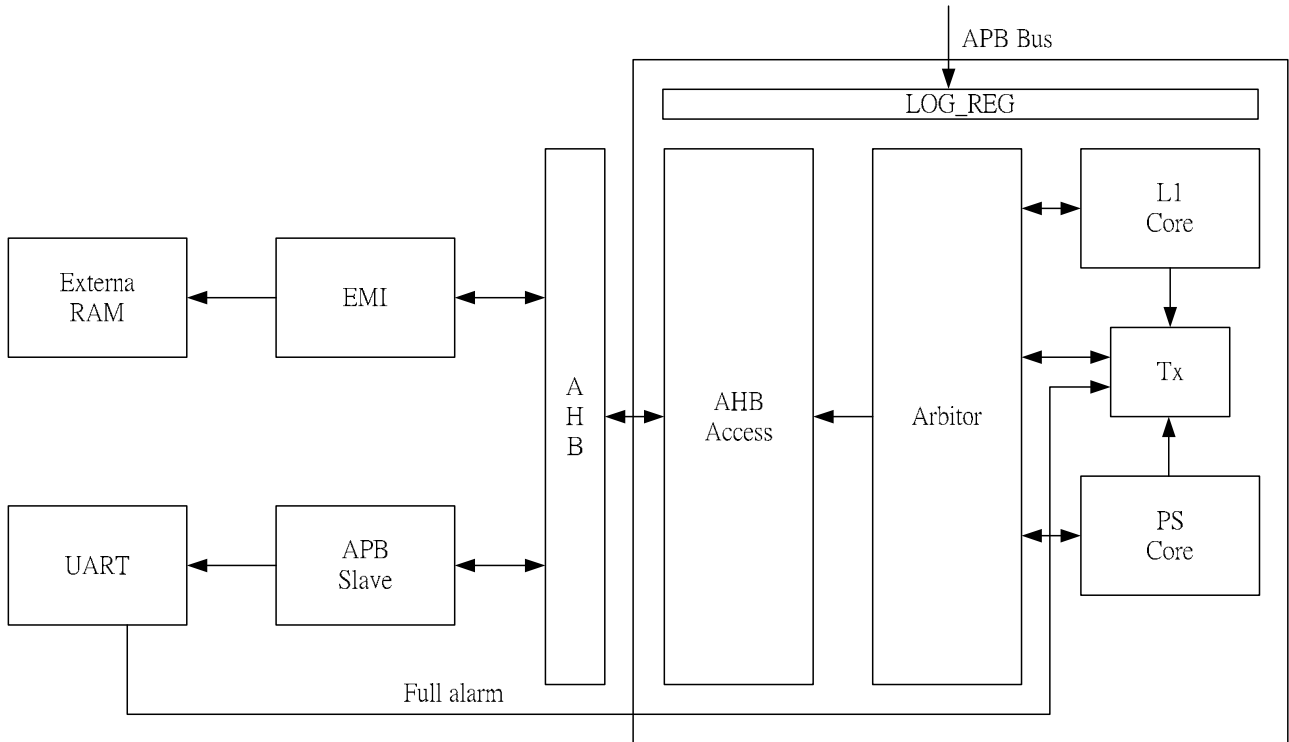 APB Bus
LOG_REG
L1
Core
Externa
RAM
EMI
A
H
B
AHB
Access
Arbitor
Tx
UART
APB
Slave
PS
Core
Full alarm